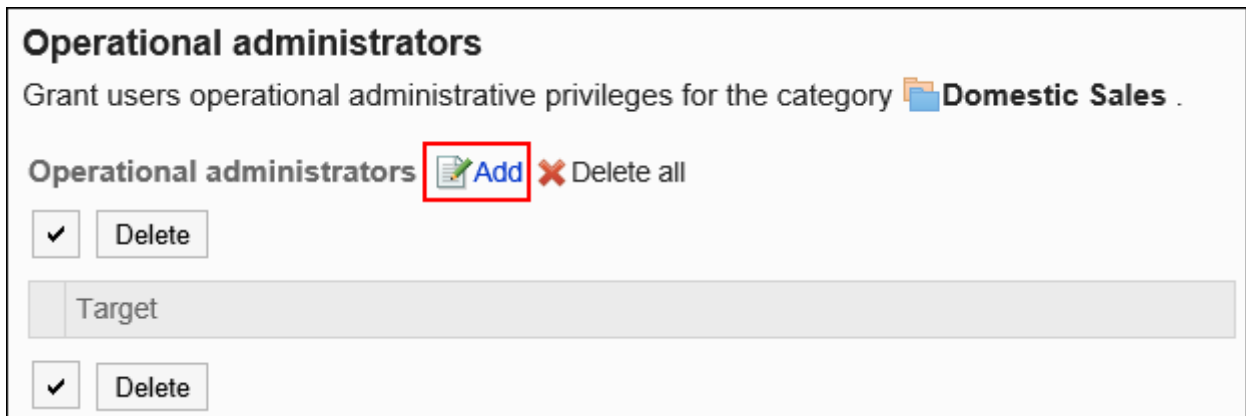 Operational administrators
Grant users operational administrative privileges for the category Domestic Sales .
Operational administrators Add Delete all
Delete
Target
Delete